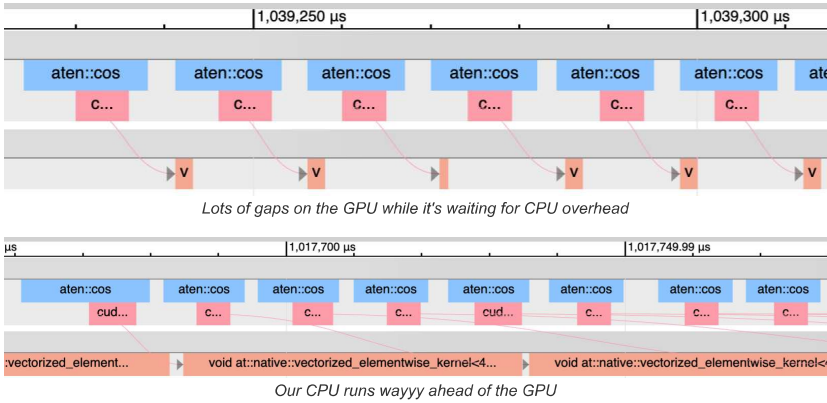 1,039,250 µs 1,039,300 µs
aten::cos aten::cos aten::cos aten::cos aten::cos aten::cos at
c... c... c... c... c... c...
v v v v v
Lots of gaps on the GPU while it's waiting for CPU overhead
µs 1,017,700 µs 1,017,749.99 µs
aten::cos aten::cos aten::cos aten::cos aten::cos aten::cos aten::cos aten::cos
cud... c... c... c... cud... c... c... c...
:vectorized_element... void at::native::vectorized_elementwise_kernel<4... void at::native::vectorized_elementwise_kernel<
Our CPU runs wayyy ahead of the GPU